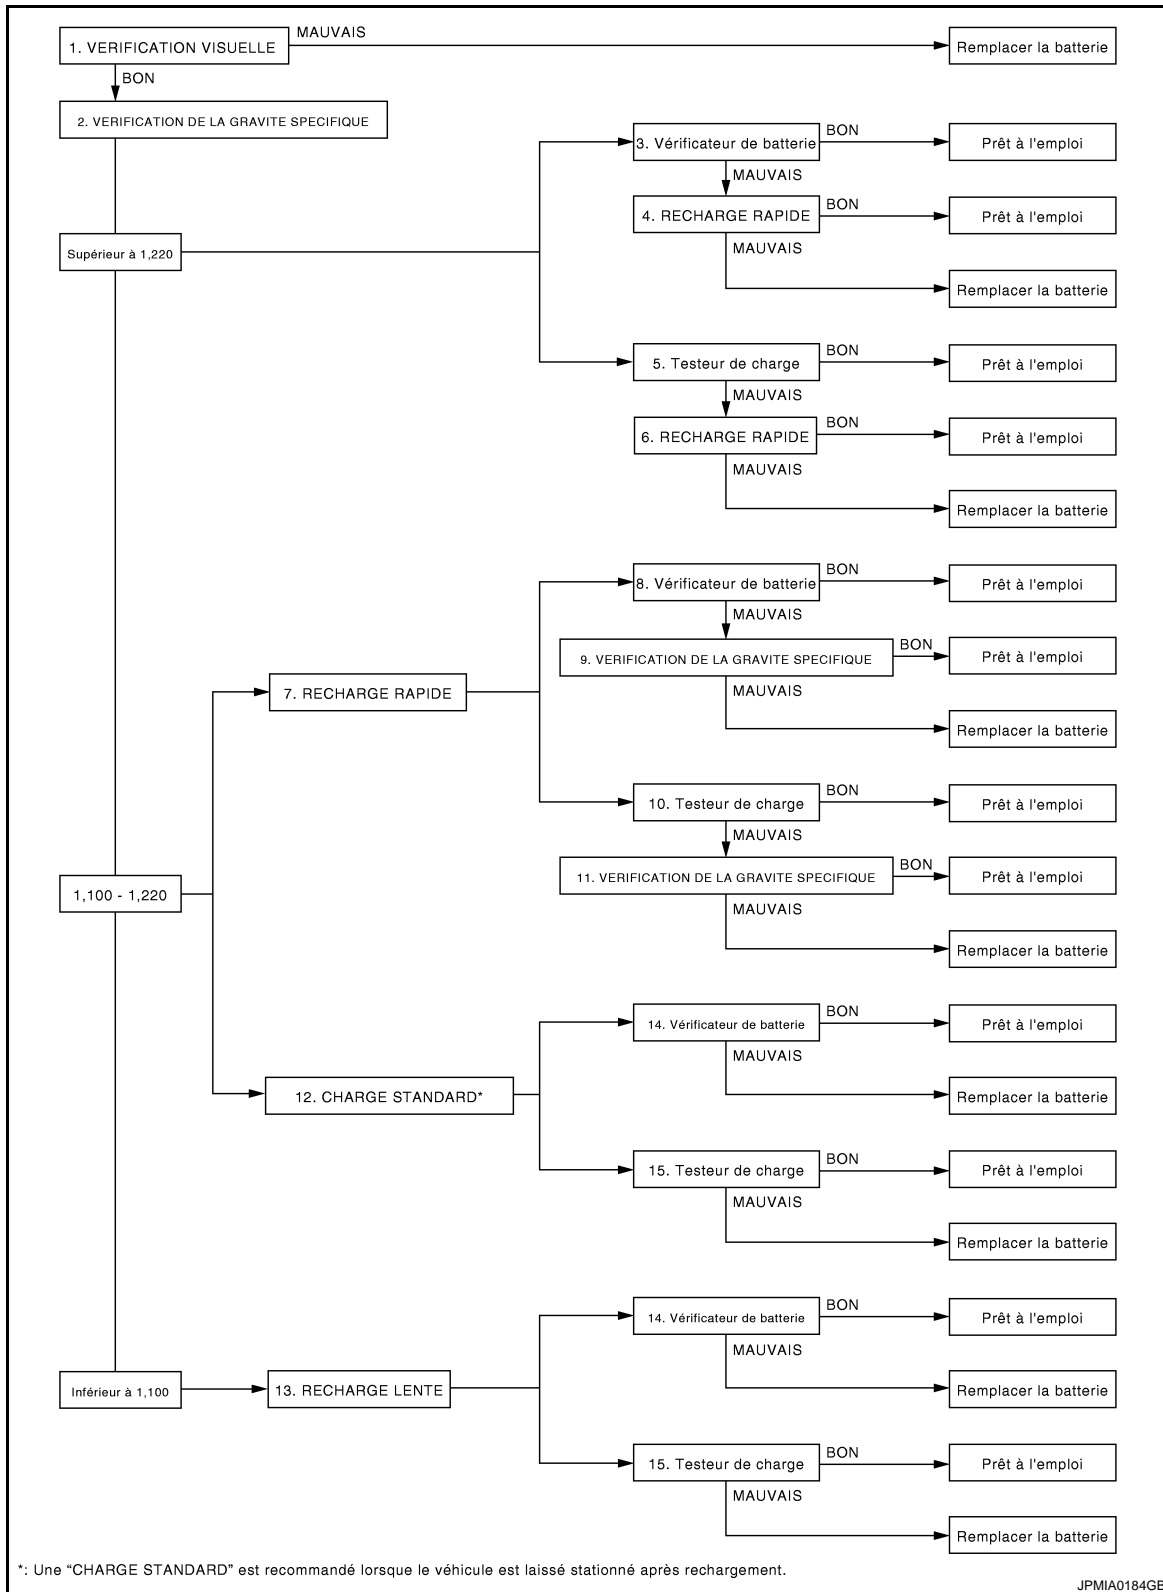 MAUVAIS
1. VERIFICATION VISUELLE
Remplacer la batterie
BON
2. VERIFICATION DE LA GRAVITE SPECIFIQUE
BON
3. Vérificateur de batterie
Prêt à l'emploi
MAUVAIS
BON
4. RECHARGE RAPIDE
Prêt à l'emploi
MAUVAIS
Supérieur à 1,220
Remplacer la batterie
BON
5. Testeur de charge
Prêt à l'emploi
MAUVAIS
BON
6. RECHARGE RAPIDE
Prêt à l'emploi
MAUVAIS
Remplacer la batterie
BON
8. Vérificateur de batterie
Prêt à l'emploi
MAUVAIS
BON
9. VERIFICATION DE LA GRAVITE SPECIFIQUE
Prêt à l'emploi
MAUVAIS
7. RECHARGE RAPIDE
Remplacer la batterie
BON
10. Testeur de charge
Prêt à l'emploi
MAUVAIS
BON
11. VERIFICATION DE LA GRAVITE SPECIFIQUE
Prêt à l'emploi
1,100 - 1,220
MAUVAIS
Remplacer la batterie
BON
14. Vérificateur de batterie
Prêt à l'emploi
MAUVAIS
12. CHARGE STANDARD*
Remplacer la batterie
BON
15. Testeur de charge
Prêt à l'emploi
MAUVAIS
Remplacer la batterie
BON
14. Vérificateur de batterie
Prêt à l'emploi
MAUVAIS
Inférieur à 1,100
13. RECHARGE LENTE
Remplacer la batterie
BON
15. Testeur de charge
Prêt à l'emploi
MAUVAIS
Remplacer la batterie
*: Une “CHARGE STANDARD” est recommandé lorsque le véhicule est laissé stationné après rechargement.
JPMIA0184GB